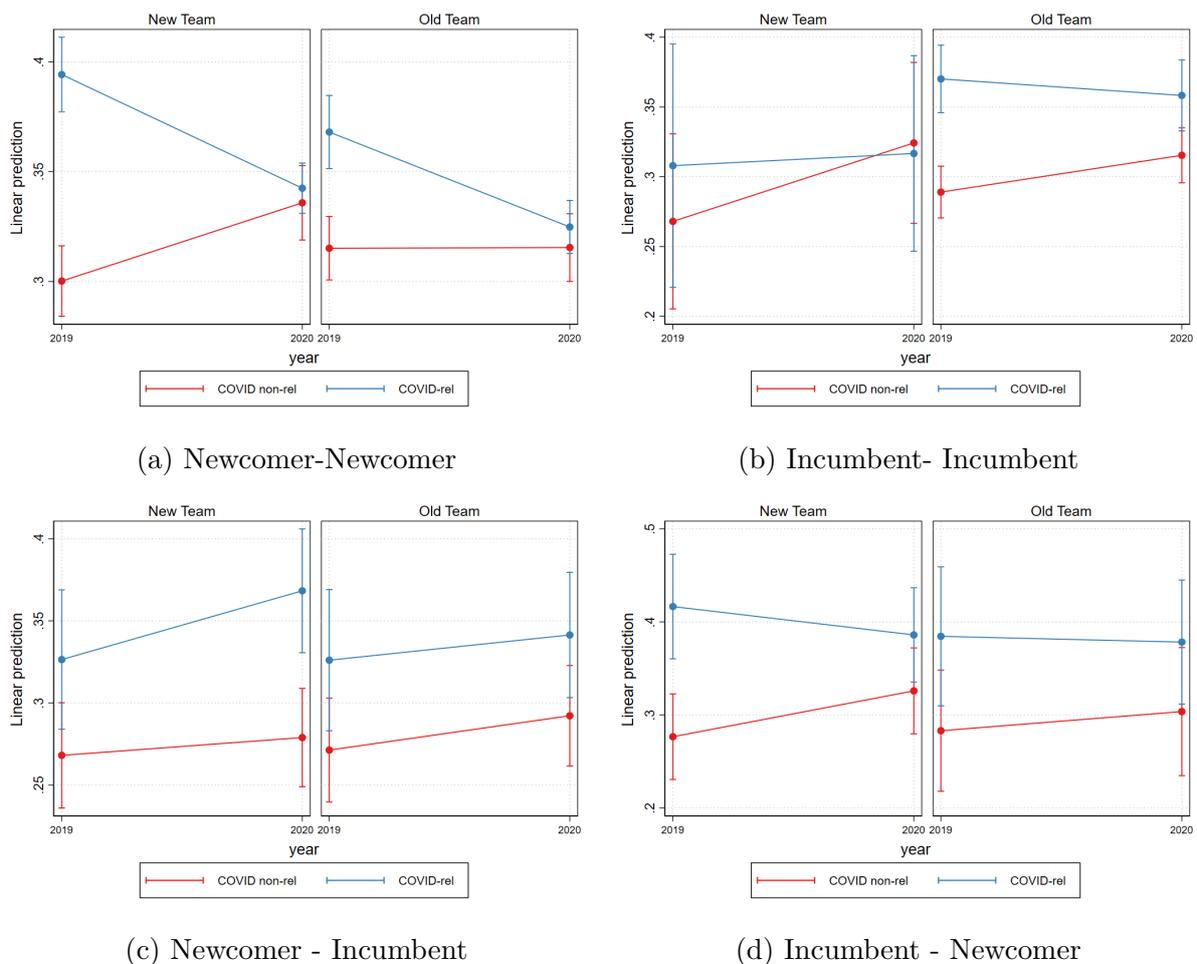 New Team Old Team
.4
.35
.3
Linear prediction
2019 2020 2019 2020
year
COVID non-rel COVID-rel
(a) Newcomer-Newcomer
New Team Old Team
.4
.35
.3
.25
.2
Linear prediction
2019 2020 2019 2020
year
COVID non-rel COVID-rel
(b) Incumbent- Incumbent
New Team Old Team
.4
.35
.3
.25
Linear prediction
2019 2020 2019 2020
year
COVID non-rel COVID-rel
(c) Newcomer - Incumbent
New Team Old Team
.5
.4
.3
.2
Linear prediction
2019 2020 2019 2020
year
COVID non-rel COVID-rel
(d) Incumbent - Newcomer